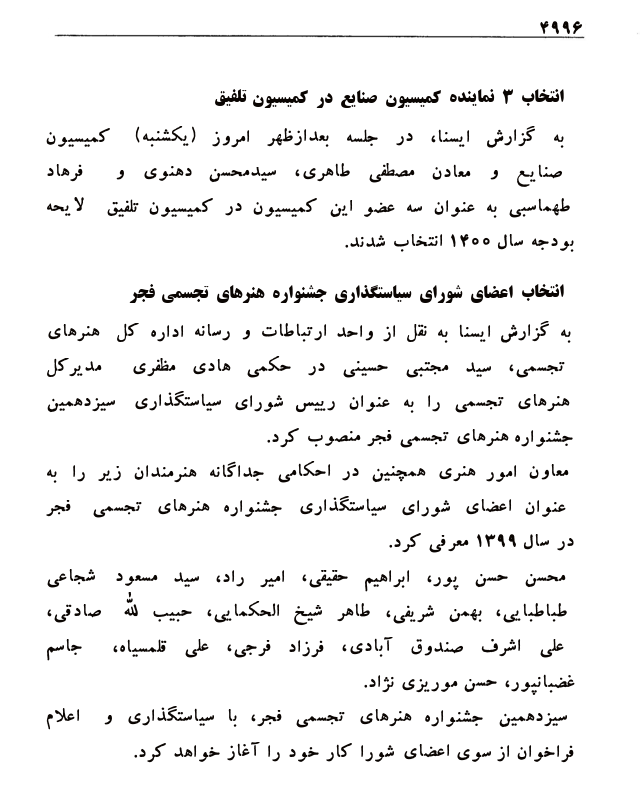 ۴۹۹۶
انتخاب ۳ نماینده کمیسیون صنایع در کمیسیون تلفیق
به گزارش ایسنا، در جلسه بعدازظهر امروز (یکشنبه) کمیسیون
صنایع و معادن مصطفی طاهری، سیدمحسن دهنوی و فرهاد
طهماسبی به عنوان سه عضو این کمیسیون در کمیسیون تلفیق لایحه
بودجه سال ۱۴۰۰ انتخاب شدند.
انتخاب اعضای شورای سیاستگذاری جشنواره هنرهای تجسمی فجر
به گزارش ایسنا به نقل از واحد ارتباطات و رسانه اداره کل هنرهای
تجسمی، سید مجتبی حسینی در حکمی هادی مظفری مدیرکل
هنرهای تجسمی را به عنوان رییس شورای سیاستگذاری سیزدهمین
جشنواره هنرهای تجسمی فجر منصوب کرد.
معاون امور هنری همچنین در احکامی جداگانه هنرمندان زیر را به
عنوان اعضای شورای سیاستگذاری جشنواره هنرهای تجسمی فجر
در سال ۱۳۹۹ معرفی کرد.
محسن حسن پور، ابراهیم حقیقی، امیر راد، سید مسعود شجاعی
طباطبایی، بهمن شریفی، طاهر شیخ الحکمایی، حبیب الله صادقی،
علی اشرف صندوق آبادی، فرزاد فرجی، علی قلمسیاه، جاسم
غضبانپور، حسن موریزی نژاد.
سیزدهمین جشنواره هنرهای تجسمی فجر، با سیاستگذاری و اعلام
فراخوان از سوی اعضای شورا کار خود را آغاز خواهد کرد.